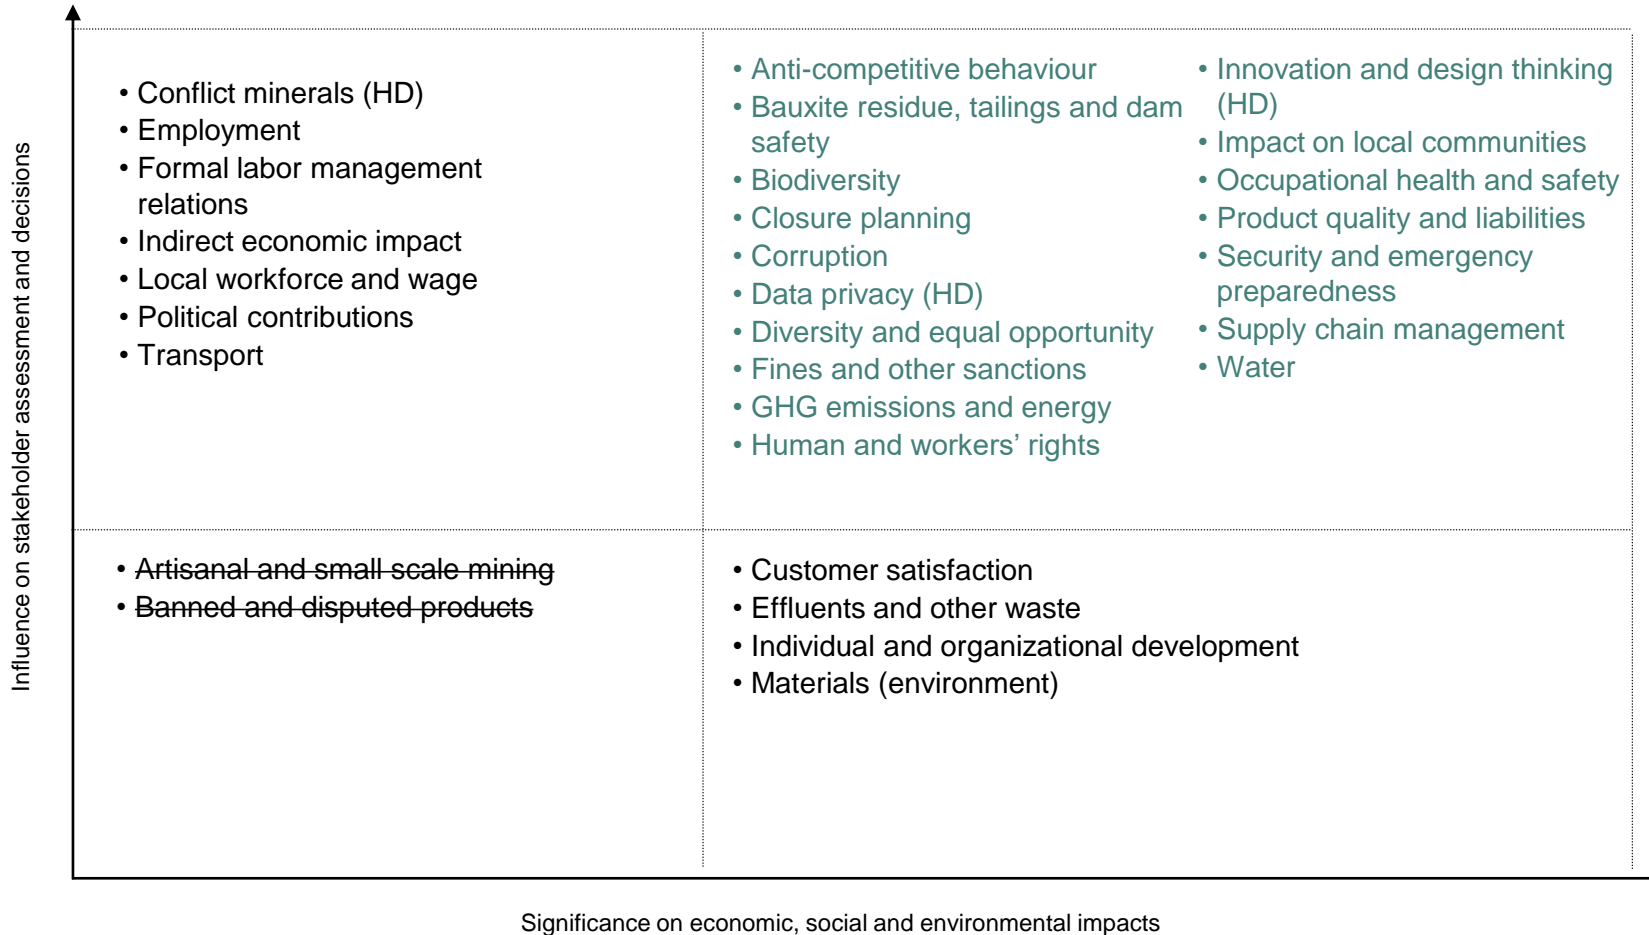 Influence on stakeholder assessment and decisions
• Conflict minerals (HD)
• Employment
• Formal labor management
relations
• Indirect economic impact
• Local workforce and wage
• Political contributions
• Transport
• Anti-competitive behaviour
• Bauxite residue, tailings and dam
safety
• Biodiversity
• Closure planning
• Corruption
• Data privacy (HD)
• Diversity and equal opportunity
• Fines and other sanctions
• GHG emissions and energy
• Human and workers’ rights
• Innovation and design thinking
(HD)
• Impact on local communities
• Occupational health and safety
• Product quality and liabilities
• Security and emergency
preparedness
• Supply chain management
• Water
• Artisanal and small scale mining
• Banned and disputed products
• Customer satisfaction
• Effluents and other waste
• Individual and organizational development
• Materials (environment)
Significance on economic, social and environmental impacts